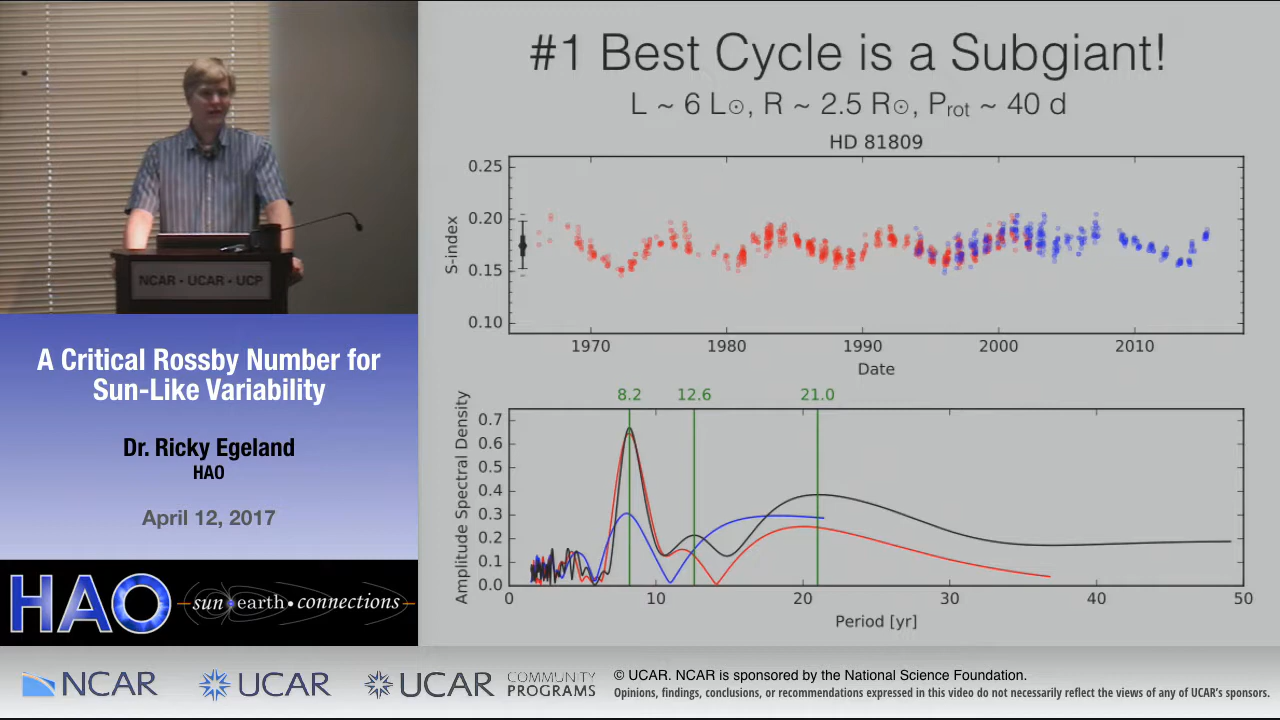 #1 Best Cycle is a Subgiant!
L ~ 6 L☉, R ~ 2.5 R☉, Prot ~ 40 d
HD 81809
0.25
0.20
0.15
0.10
S-index
1970 1980 1990 2000 2010
Date
8.2 12.6 21.0
0.7
0.6
0.5
0.4
0.3
0.2
0.1
0.0
Amplitude Spectral Density
0 10 20 30 40 50
Period [yr]
NCAR • UCAR • UCP
A Critical Rossby Number for
Sun-Like Variability
Dr. Ricky Egeland
HAO
April 12, 2017
HAO sun • earth • connections
NCAR UCAR UCAR COMMUNITY
PROGRAMS
© UCAR. NCAR is sponsored by the National Science Foundation.
Opinions, findings, conclusions, or recommendations expressed in this video do not necessarily reflect the views of any of UCAR's sponsors.